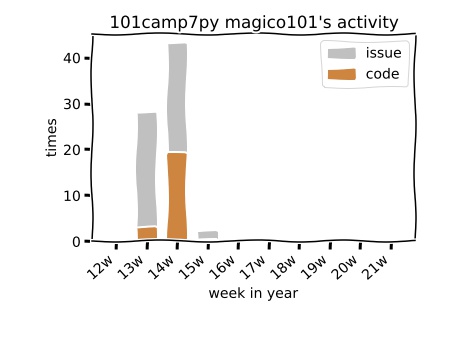 101camp7py magico101's activity
issue
code
times
40
30
20
10
0
12w 13w 14w 15w 16w 17w 18w 19w 20w 21w
week in year